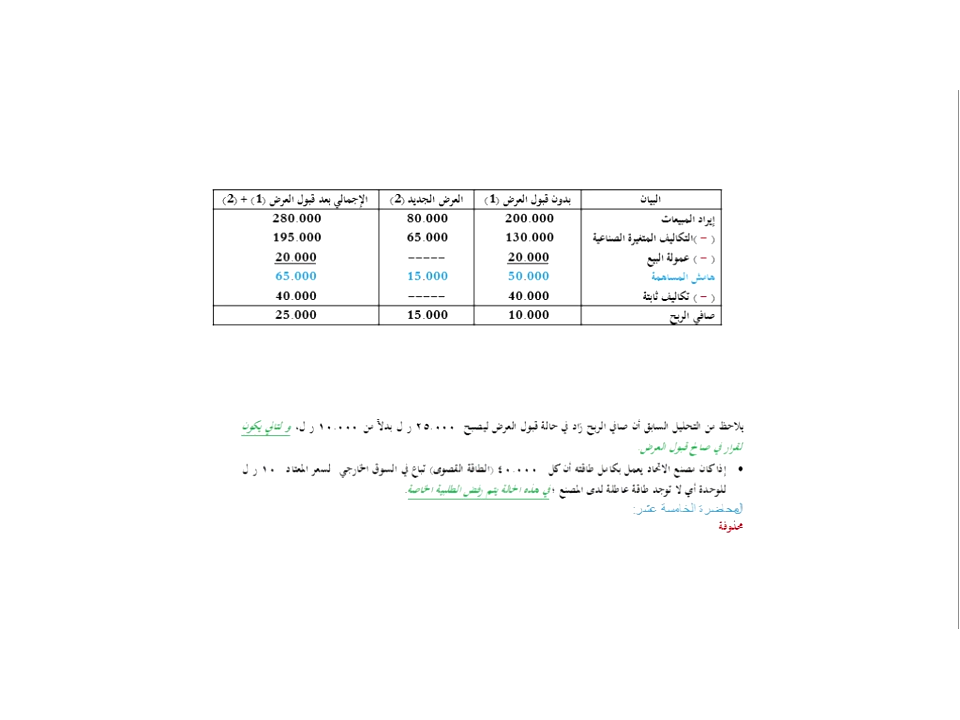 البيان بدون قبول العرض (1) العرض الجديد (2) الإجمالي بعد قبول العرض (1) + (2)
إيراد المبيعات 200.000 80.000 280.000
( – )التكاليف المتغيرة الصناعية 130.000 65.000 195.000
( – ) عمولة البيع 20.000 ----- 20.000
هامش المساهمة 50.000 15.000 65.000
( – ) تكاليف ثابتة 40.000 ----- 40.000
صافي الربح 10.000 15.000 25.000
يلاحظ من التحليل السابق أن صافي الربح زاد في حالة قبول العرض ليصبح ٢٥.٠٠٠ ر ل بدلاً من ١٠.٠٠٠ ر ل، و لتالي يكون
لقرار في صالح قبول العرض
• إذا كان مصنع الاتحاد يعمل بكامل طاقته أن كل ٤٠.٠٠٠ (الطاقة القصوى) تباع في السوق الخارجي لسعر المعتاد ١٠ ر ل
للوحدة أي لا توجد طاقة عاطلة لدى المصنع ؛ في هذه الحالة يتم رفض الطلبية الخاصة.
المحاضرة الخامسة عشر:
محذوفة